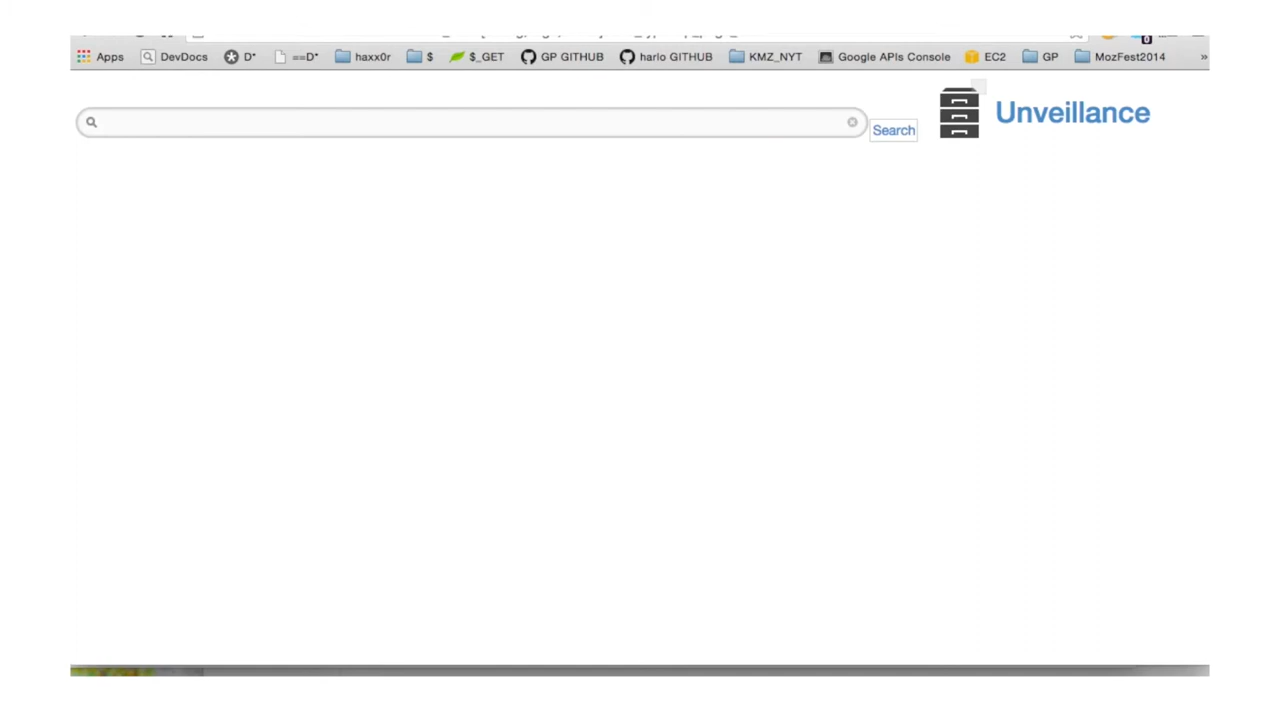 Apps DevDocs D* ==D* haxx0r $ $_GET GP GITHUB harlo GITHUB KMZ_NYT Google APIs Console EC2 GP MozFest2014 »
Search
Unveillance